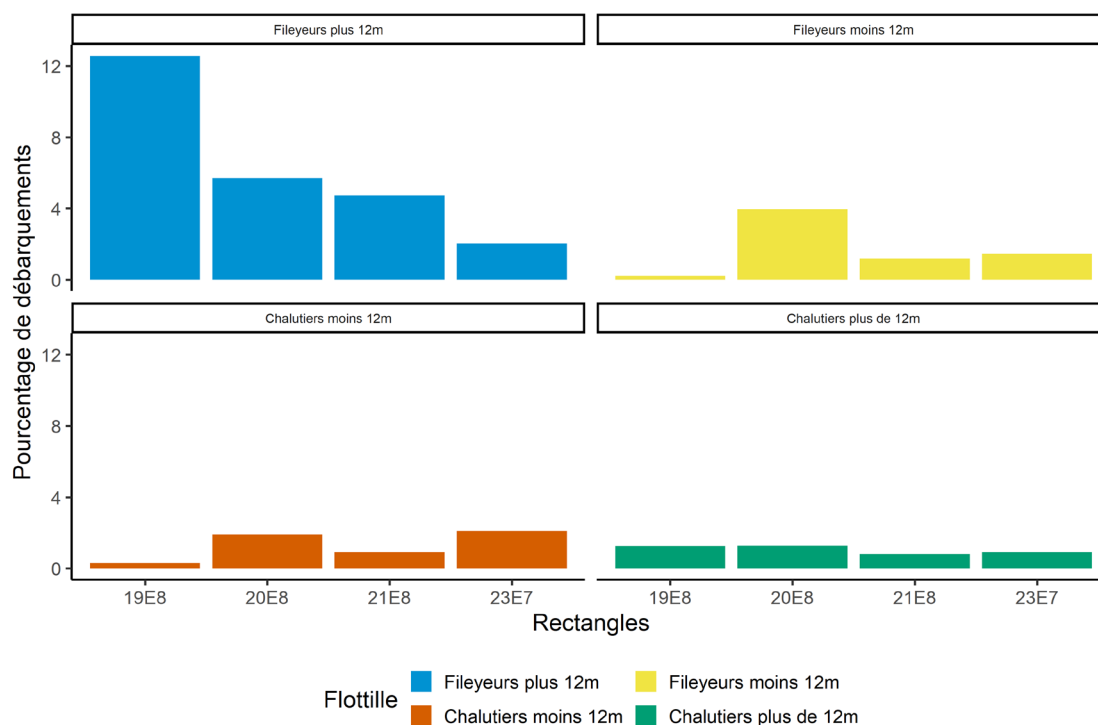 Fileyeurs plus 12m
Fileyeurs moins 12m
12
8
4
0
Chalutiers moins 12m
Chalutiers plus de 12m
12
8
4
0
19E8
20E8
21E8
23E7
19E8
20E8
21E8
23E7
Pourcentage de débarquements
Rectangles
Flottille
Fileyeurs plus 12m
Fileyeurs moins 12m
Chalutiers moins 12m
Chalutiers plus de 12m